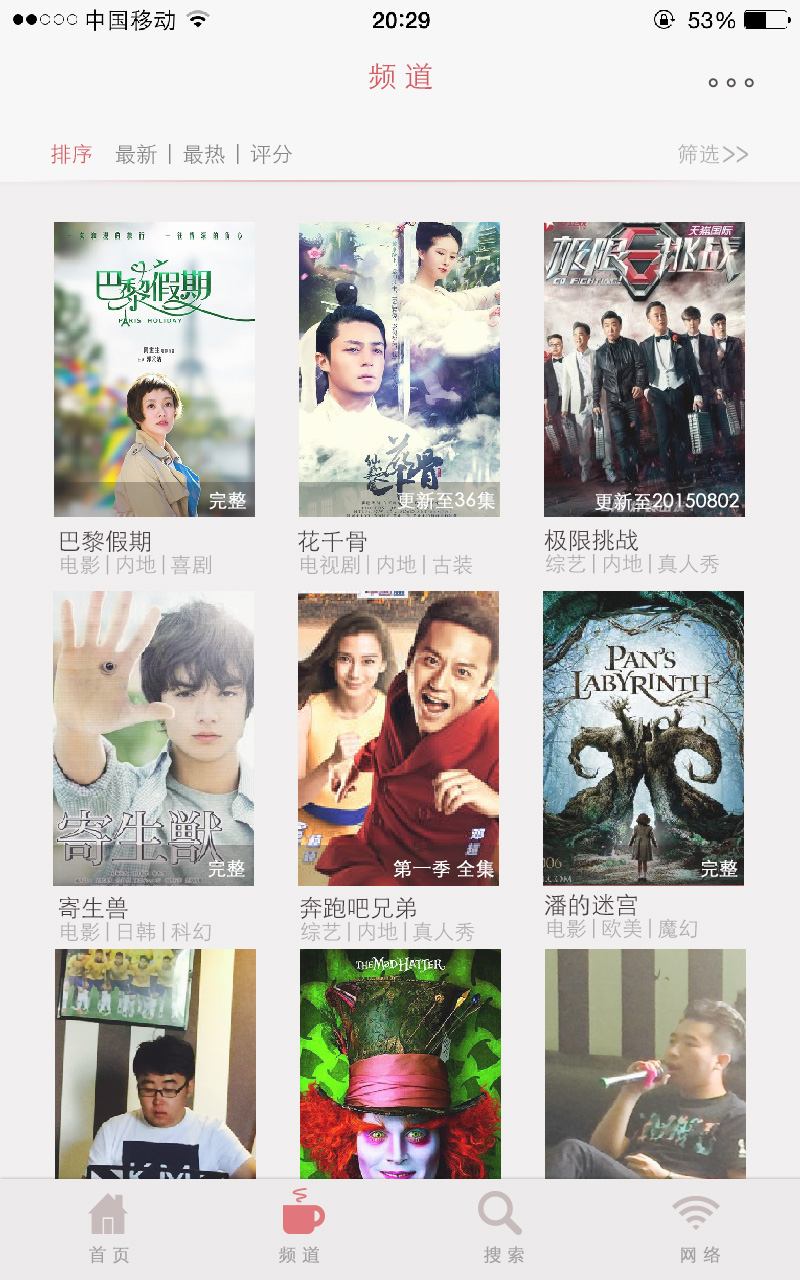 中国移动
20:29
53%
频道
排序 最新 | 最热 | 评分
筛选>>
巴黎假期
PARIS HOLIDAY
完整
花千骨
更新至36集
天猫国际
极限挑战
GO FIGHTING!
更新至20150802
巴黎假期
电影 | 内地 | 喜剧
花千骨
电视剧 | 内地 | 古装
极限挑战
综艺 | 内地 | 真人秀
寄生獣
完整
邓超
第一季 全集
PAN'S
LABYRINTH
完整
寄生兽
电影 | 日韩 | 科幻
奔跑吧兄弟
综艺 | 内地 | 真人秀
潘的迷宫
电影 | 欧美 | 魔幻
THE MAD HATTER
首页
频道
搜索
网络